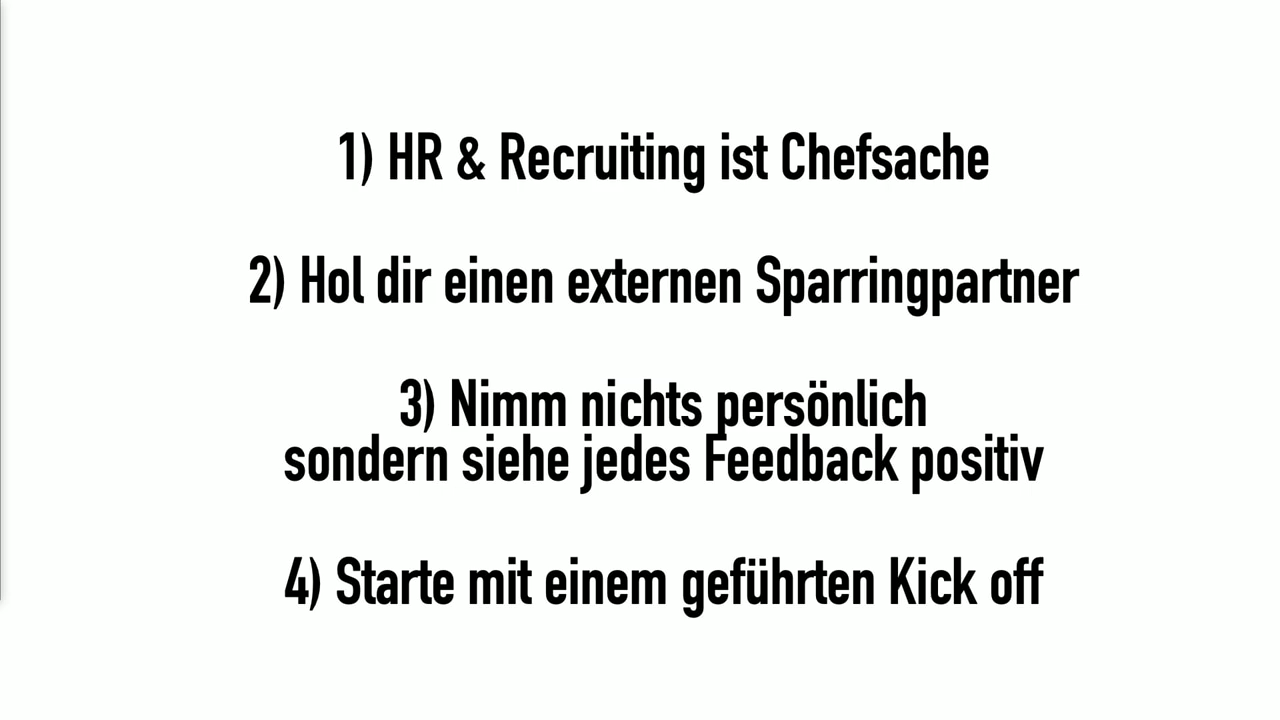 1) HR & Recruiting ist Chefsache
2) Hol dir einen externen Sparringpartner
3) Nimm nichts persönlich
sondern siehe jedes Feedback positiv
4) Starte mit einem geführten Kick off